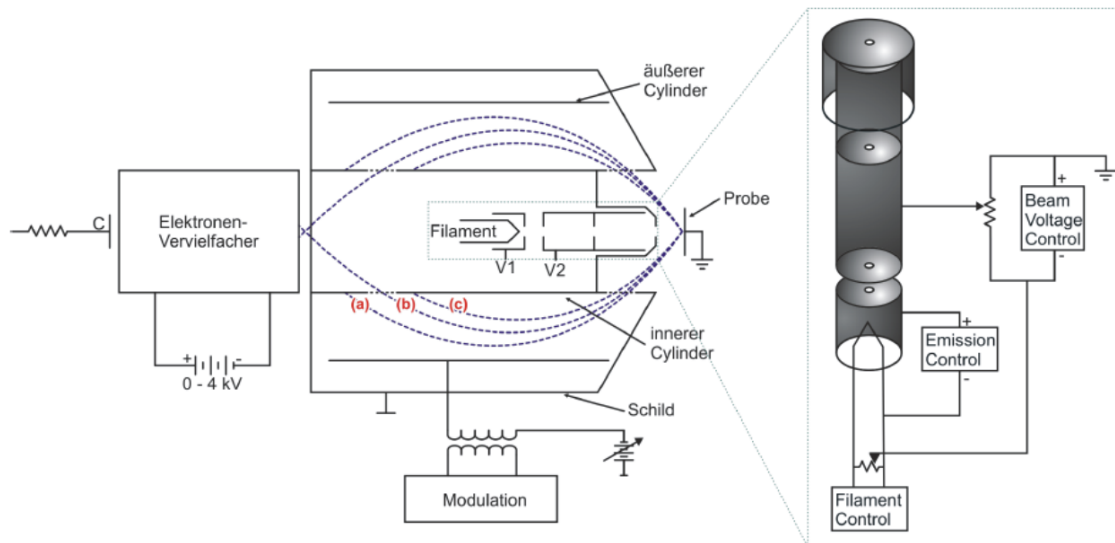 äußerer
Cylinder
C
Elektronen-
Vervielfacher
Filament
V1
V2
Probe
(a)
(b)
(c)
+
-
0 - 4 kV
innerer
Cylinder
Schild
Modulation
+
Beam
Voltage
Control
-
+
Emission
Control
-
Filament
Control